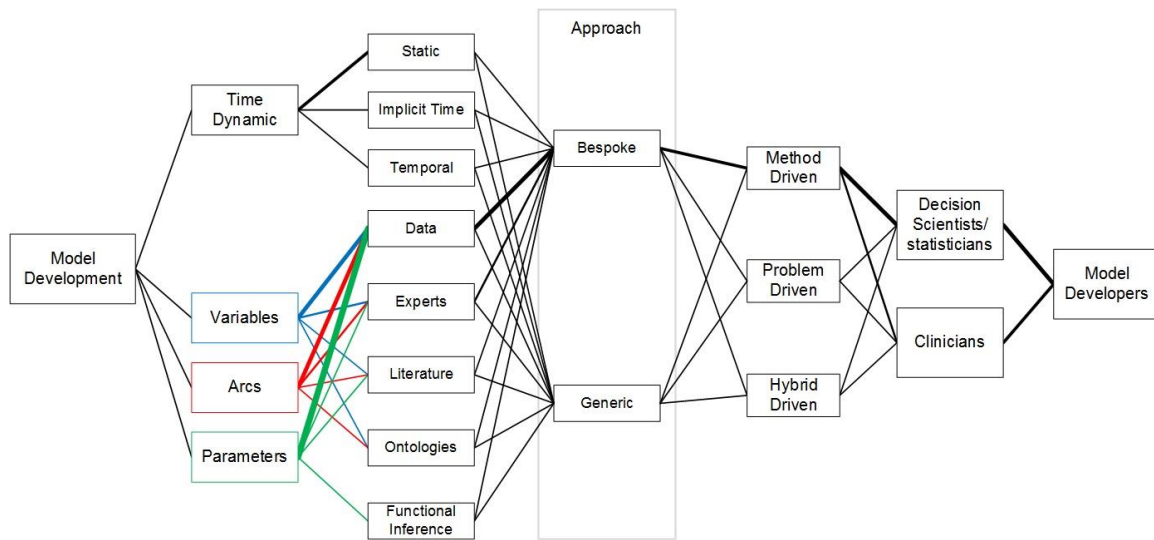 Model
Development
Time
Dynamic
Variables
Arcs
Parameters
Static
Implicit Time
Temporal
Data
Experts
Literature
Ontologies
Functional
Inference
Approach
Bespoke
Generic
Method
Driven
Problem
Driven
Hybrid
Driven
Decision
Scientists/
statisticians
Clinicians
Model
Developers